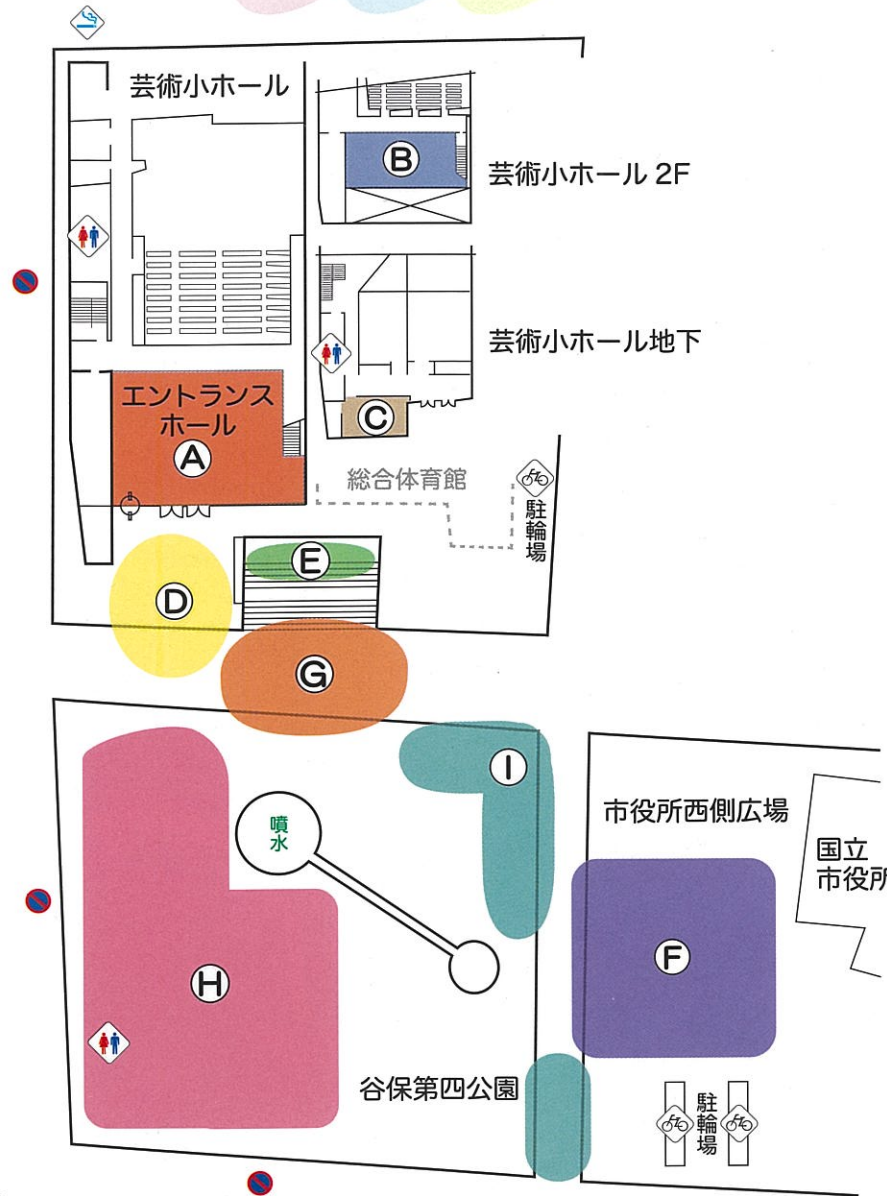 芸術小ホール
B
芸術小ホール 2F
芸術小ホール地下
エントランス
ホール
A
C
総合体育館
駐輪場
E
D
G
I
噴水
市役所西側広場
国立
市役所
F
H
谷保第四公園
駐輪場